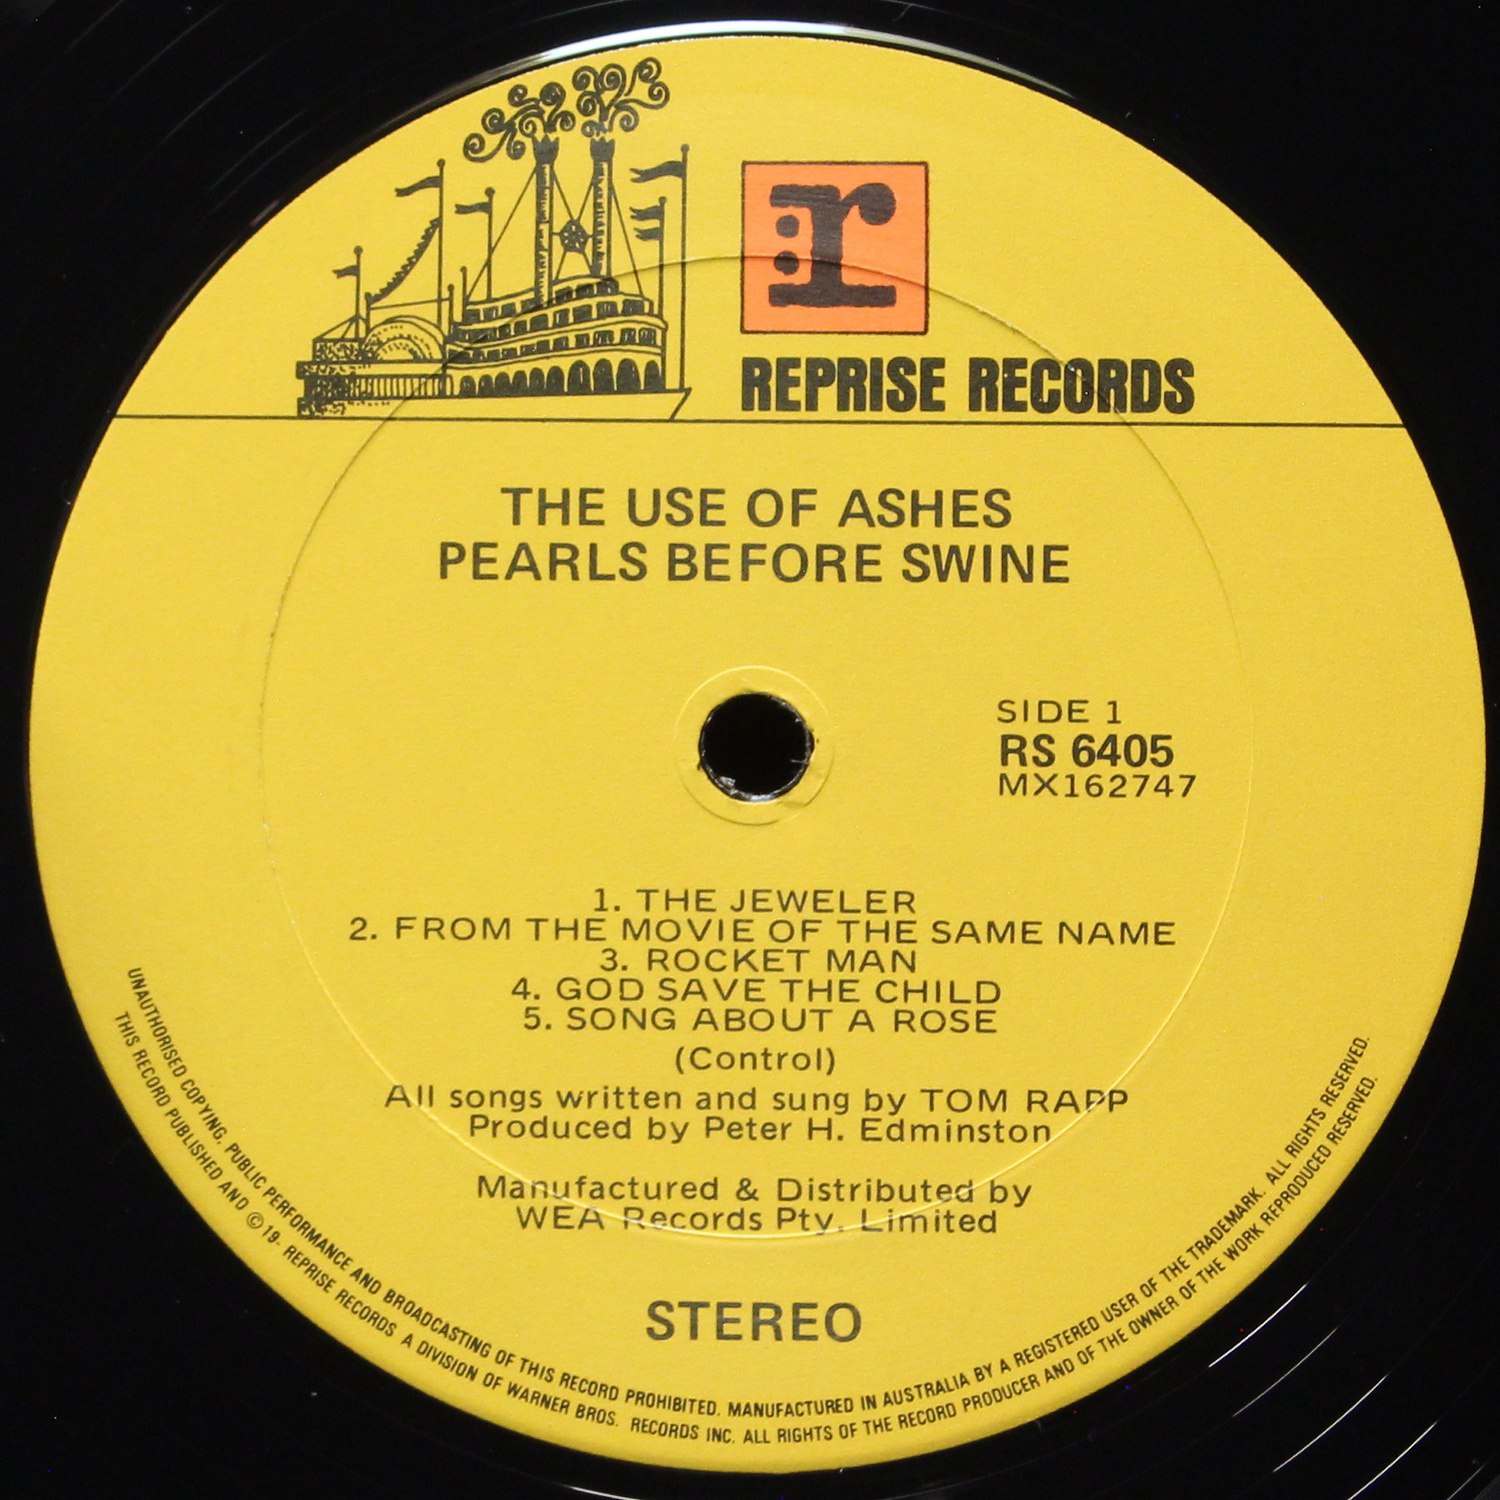 r
REPRISE RECORDS
THE USE OF ASHES
PEARLS BEFORE SWINE
SIDE 1
RS 6405
MX162747
1. THE JEWELER
2. FROM THE MOVIE OF THE SAME NAME
3. ROCKET MAN
4. GOD SAVE THE CHILD
5. SONG ABOUT A ROSE
(Control)
All songs written and sung by TOM RAPP
Produced by Peter H. Edminston
Manufactured & Distributed by
WEA Records Pty. Limited
STEREO
UNAUTHORISED COPYING, PUBLIC PERFORMANCE AND BROADCASTING OF THIS RECORD PROHIBITED. MANUFACTURED IN AUSTRALIA BY A REGISTERED USER OF THE TRADEMARK. ALL RIGHTS RESERVED.
THIS RECORD PUBLISHED AND ©19- REPRISE RECORDS A DIVISION OF WARNER BROS. RECORDS INC. ALL RIGHTS OF THE RECORD PRODUCER AND OF THE OWNER OF THE WORK REPRODUCED RESERVED.